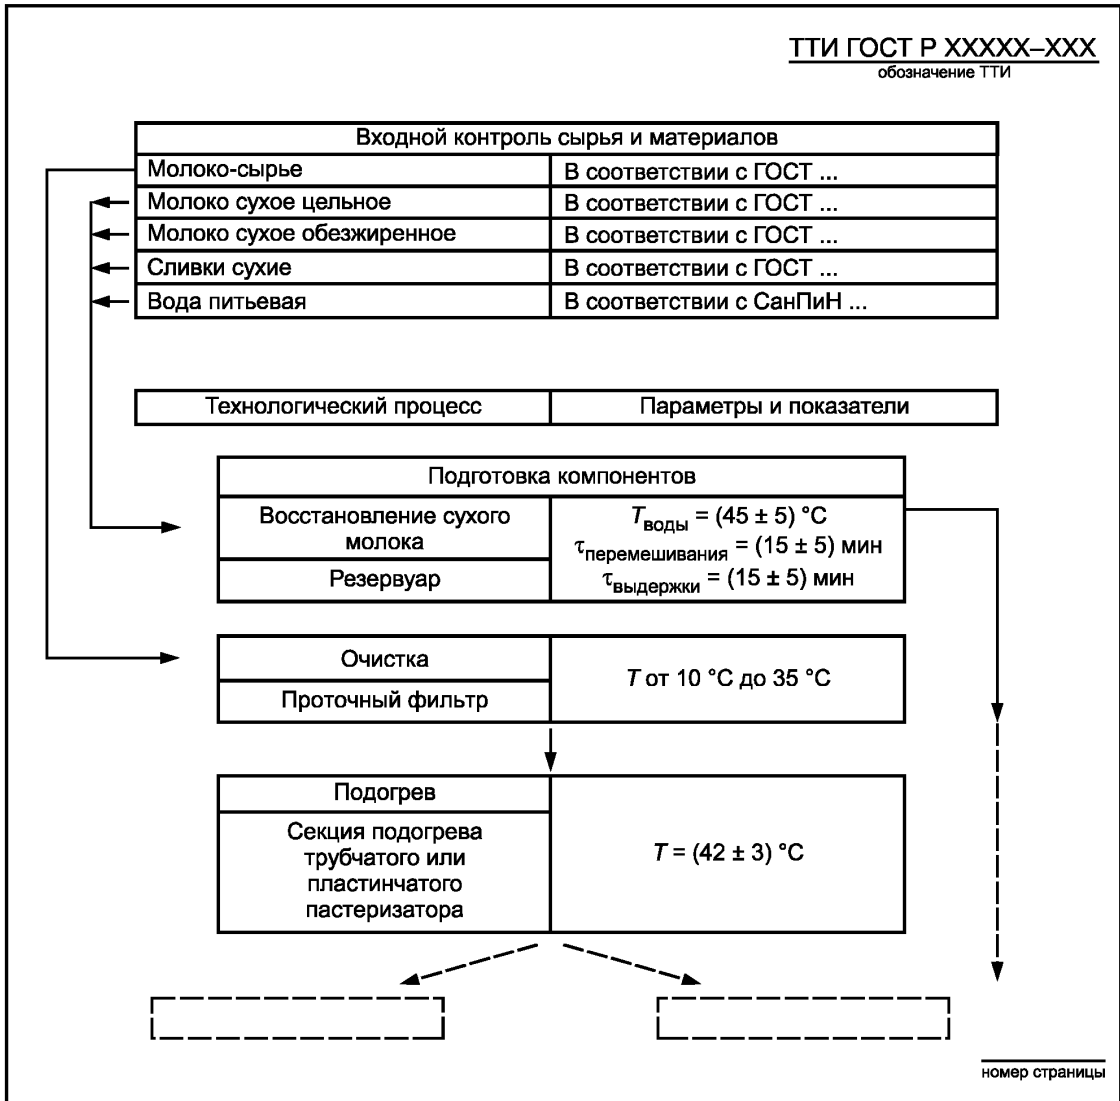 ТТИ ГОСТ Р ХХХХХ–ХХХ
обозначение ТТИ
Входной контроль сырья и материалов
Молоко-сырье В соответствии с ГОСТ ...
Молоко сухое цельное В соответствии с ГОСТ ...
Молоко сухое обезжиренное В соответствии с ГОСТ ...
Сливки сухие В соответствии с ГОСТ ...
Вода питьевая В соответствии с СанПиН ...
Технологический процесс Параметры и показатели
Подготовка компонентов
Восстановление сухого
молока
Резервуар
Tводы = (45 ± 5) °С
τперемешивания = (15 ± 5) мин
τвыдержки = (15 ± 5) мин
Очистка
Проточный фильтр
T от 10 °С до 35 °С
Подогрев
Секция подогрева
трубчатого или
пластинчатого
пастеризатора
T = (42 ± 3) °С
номер страницы